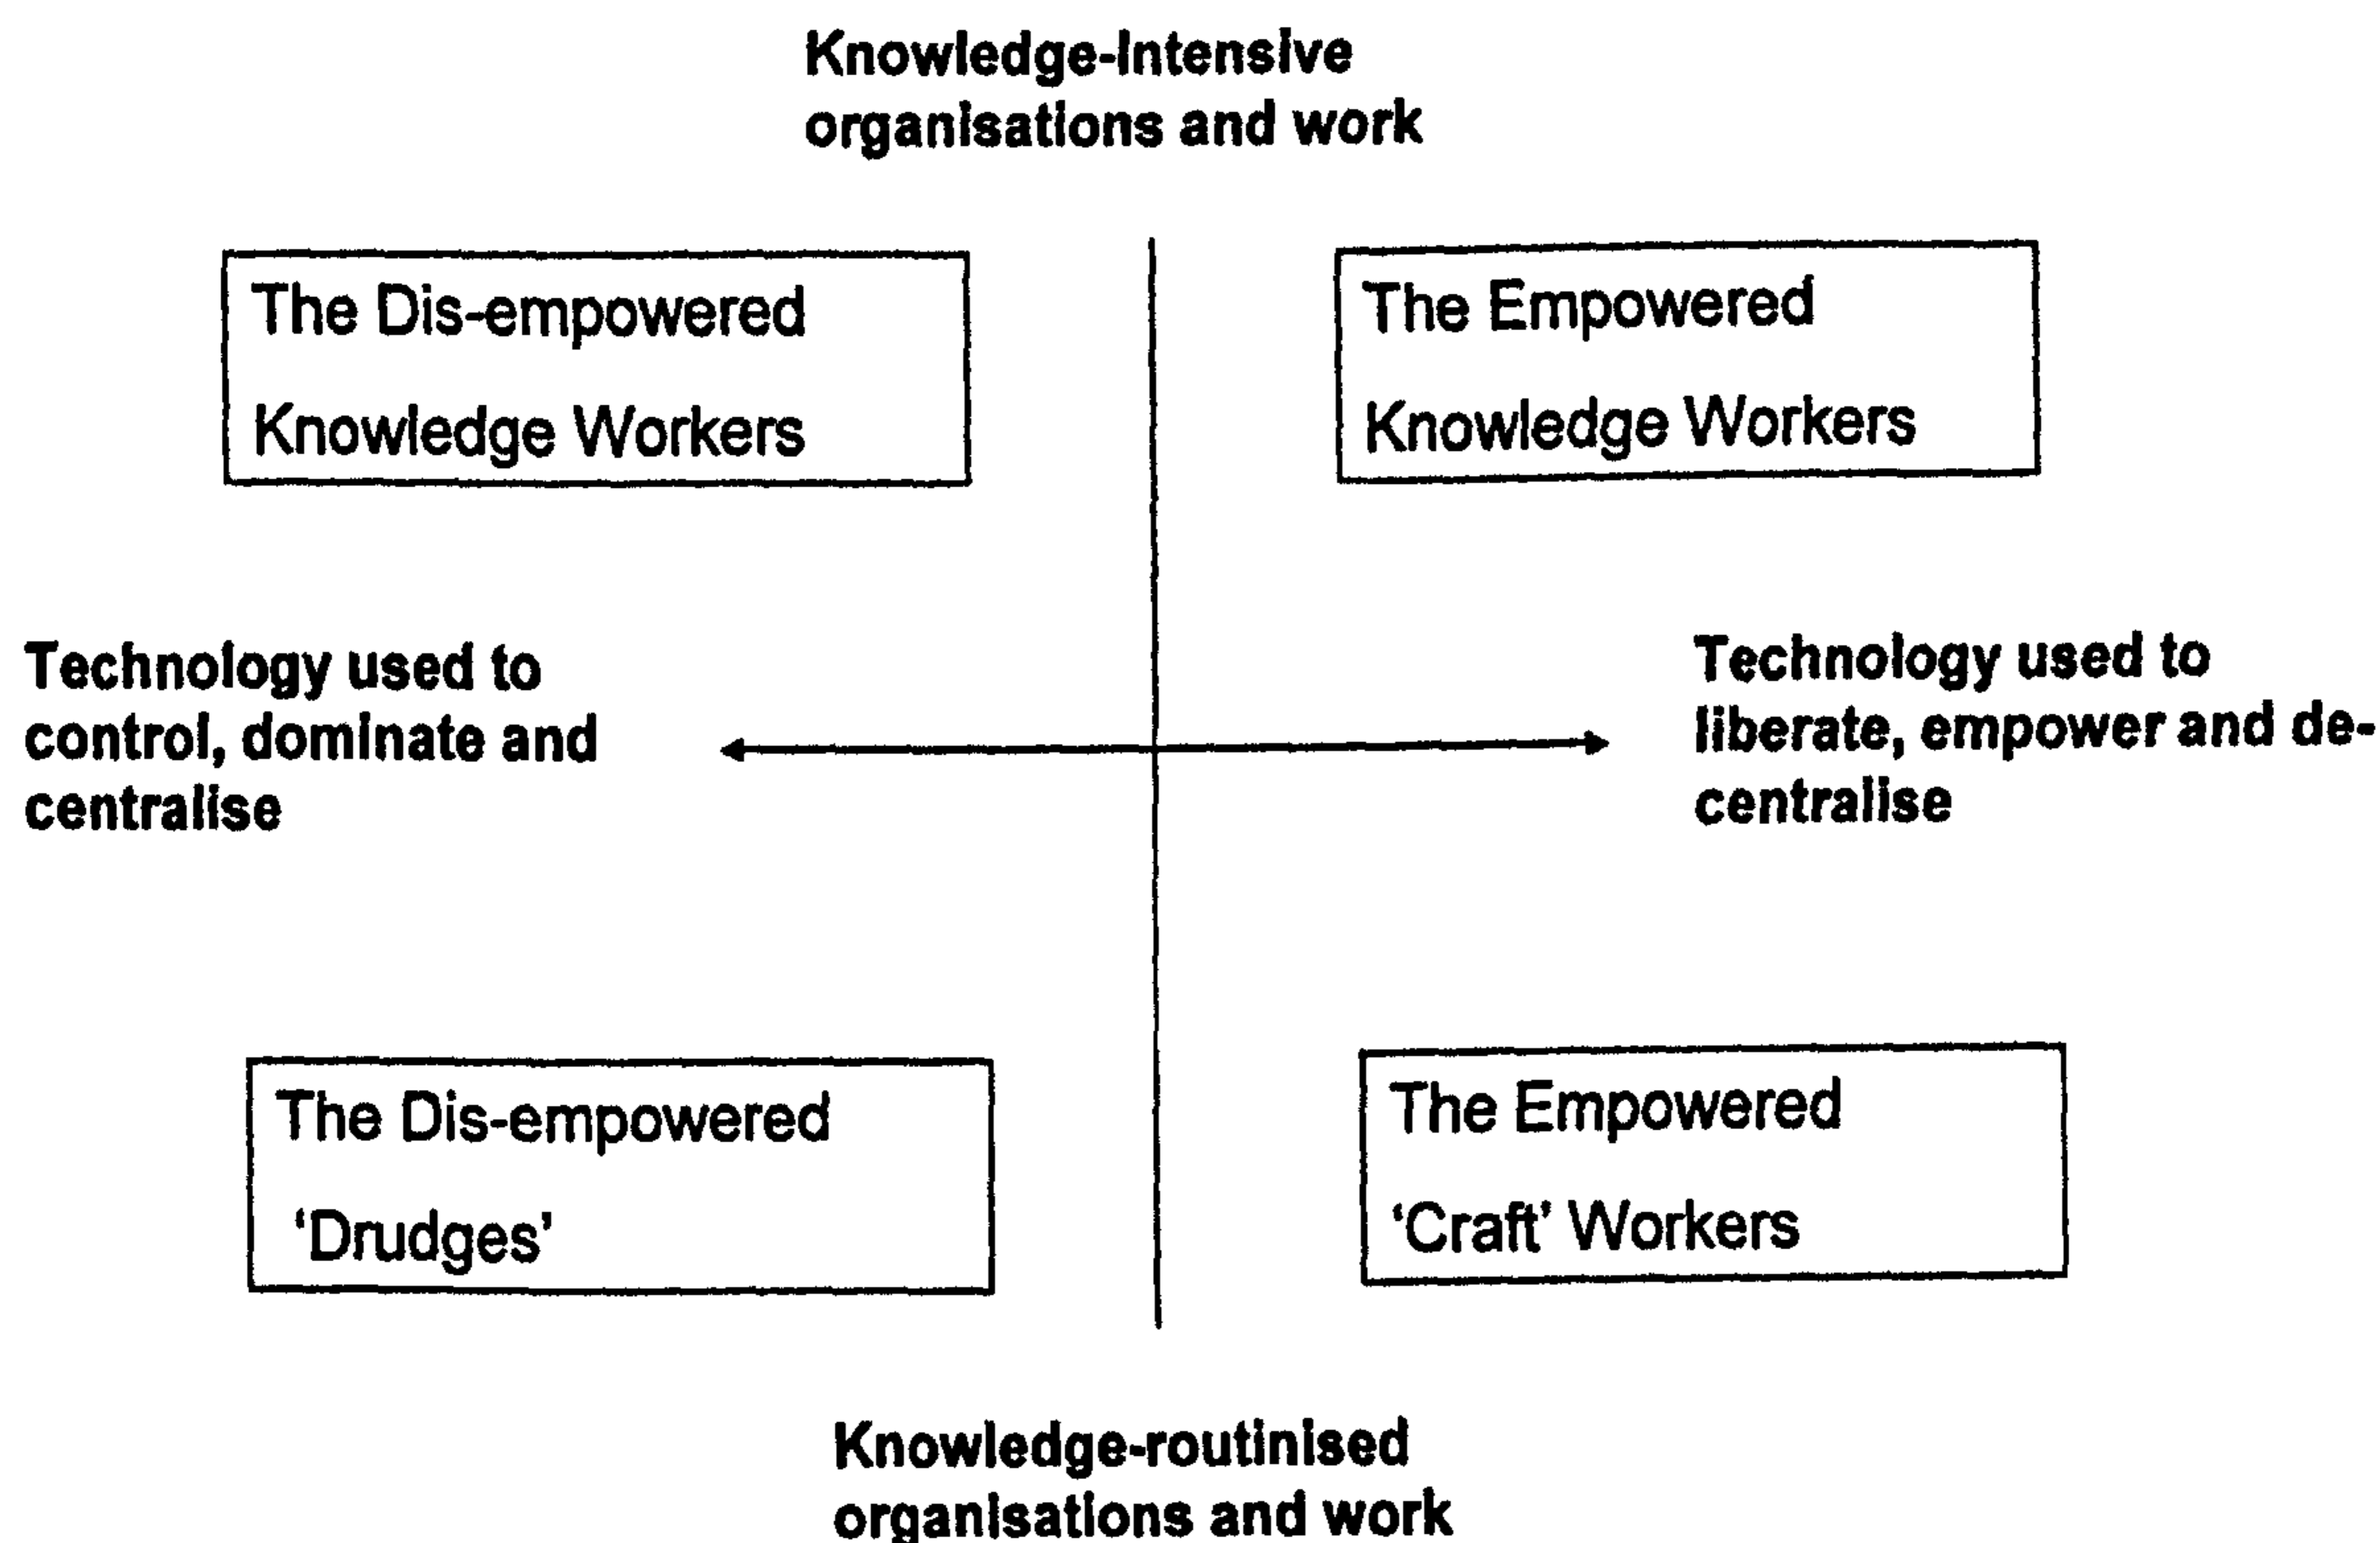 Knowledge-intensive
organisations and work
The Dis-empowered
Knowledge Workers
The Empowered
Knowledge Workers
Technology used to
control, dominate and
centralise
Technology used to
liberate, empower and de-
centralise
The Dis-empowered
‘Drudges’
The Empowered
‘Craft’ Workers
Knowledge-routinised
organisations and work